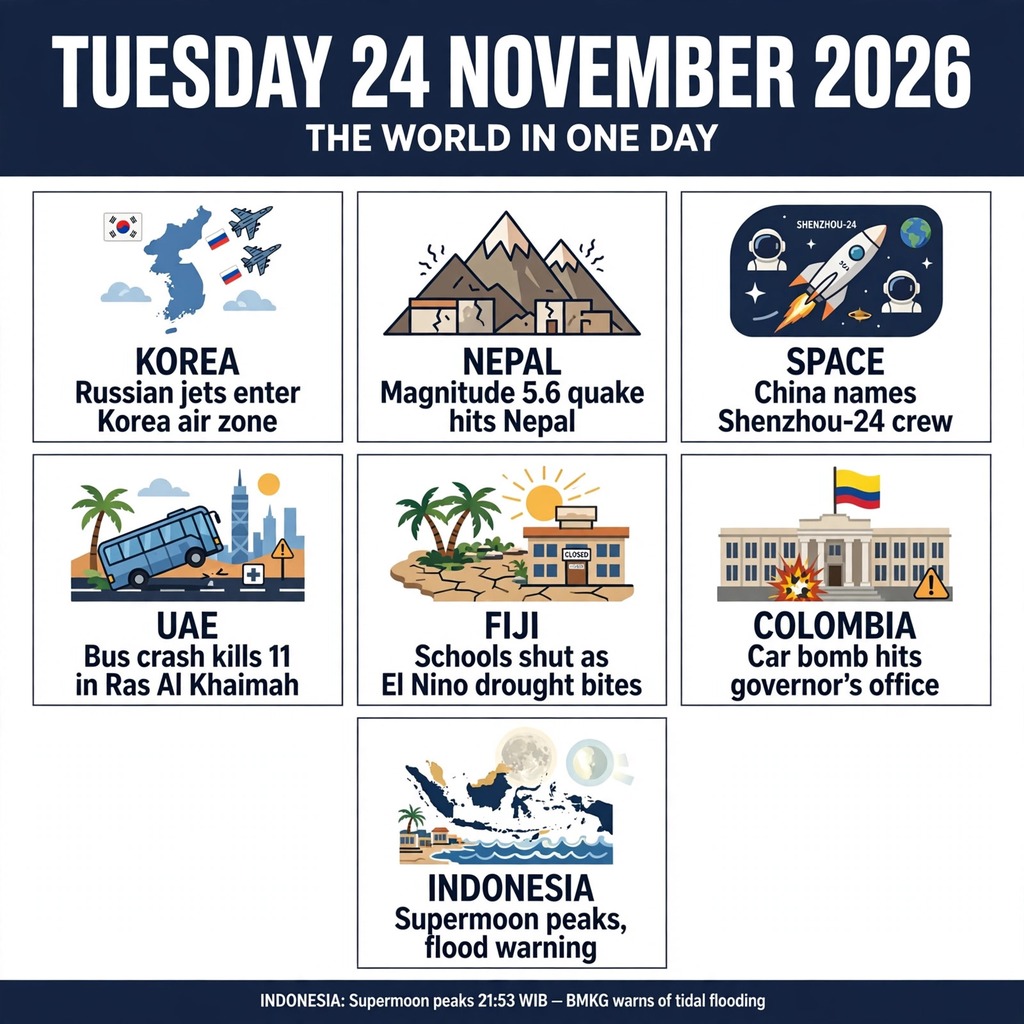 TUESDAY 24 NOVEMBER 2026
THE WORLD IN ONE DAY
KOREA
Russian jets enter
Korea air zone
NEPAL
Magnitude 5.6 quake
hits Nepal
SHENZHOU-24
SPACE
China names
Shenzhou-24 crew
UAE
Bus crash kills 11
in Ras Al Khaimah
CLOSED
FIJI
Schools shut as
El Nino drought bites
COLOMBIA
Car bomb hits
governor's office
INDONESIA
Supermoon peaks,
flood warning
INDONESIA: Supermoon peaks 21:53 WIB — BMKG warns of tidal flooding